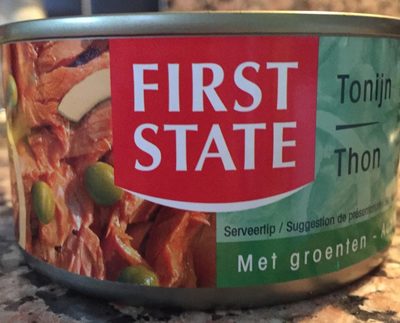 FIRST
STATE
Tonijn
Thon
Serveertip / Suggestion de
Met groenten -